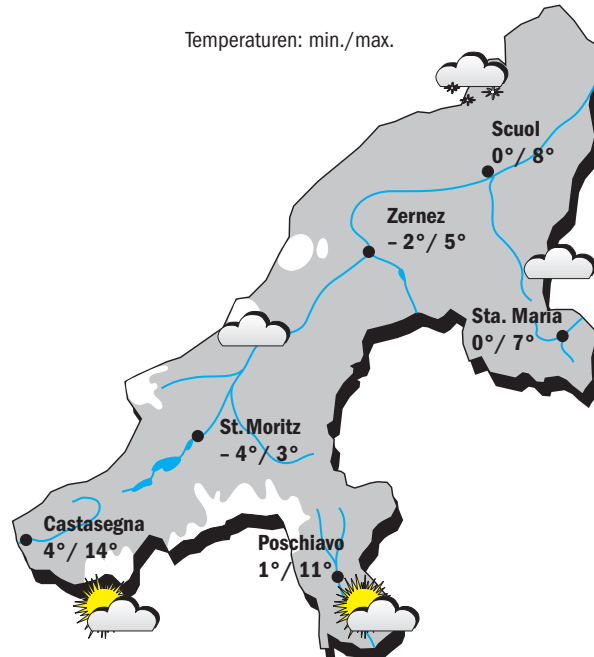 Temperaturen: min./max.
Scuol
0°/ 8°
Zernez
– 2°/ 5°
Sta. Maria
0°/ 7°
St. Moritz
– 4°/ 3°
Castasegna
4°/ 14°
Poschiavo
1°/ 11°